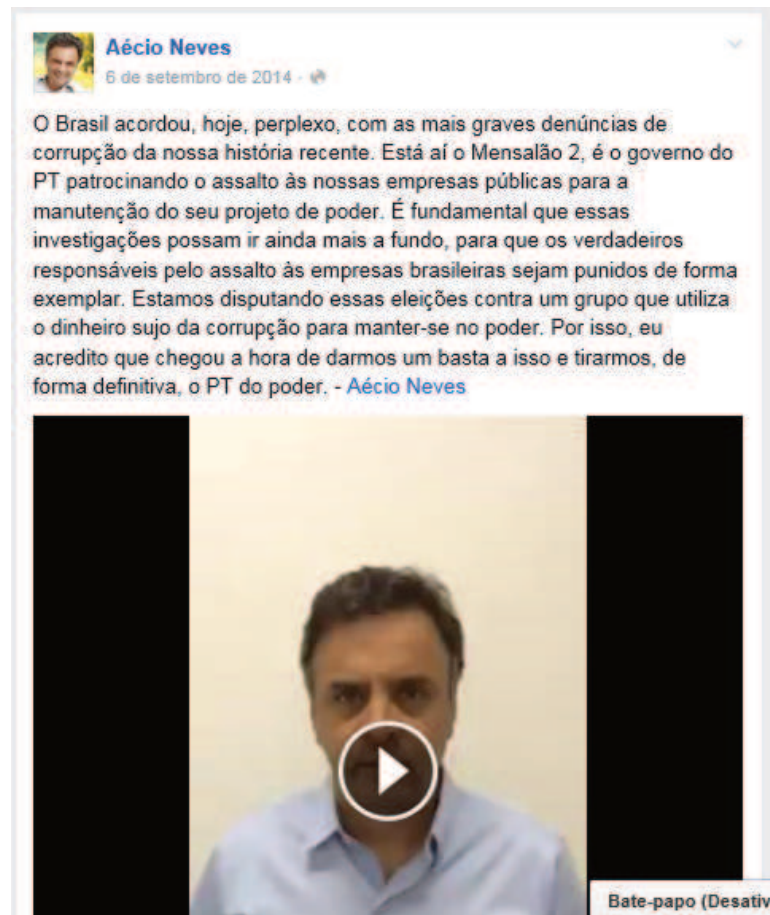 Aécio Neves
6 de setembro de 2014 ·
O Brasil acordou, hoje, perplexo, com as mais graves denúncias de
corrupção da nossa história recente. Está aí o Mensalão 2, é o governo do
PT patrocinando o assalto às nossas empresas públicas para a
manutenção do seu projeto de poder. É fundamental que essas
investigações possam ir ainda mais a fundo, para que os verdadeiros
responsáveis pelo assalto às empresas brasileiras sejam punidos de forma
exemplar. Estamos disputando essas eleições contra um grupo que utiliza
o dinheiro sujo da corrupção para manter-se no poder. Por isso, eu
acredito que chegou a hora de darmos um basta a isso e tirarmos, de
forma definitiva, o PT do poder. - Aécio Neves
Bate-papo (Desativ